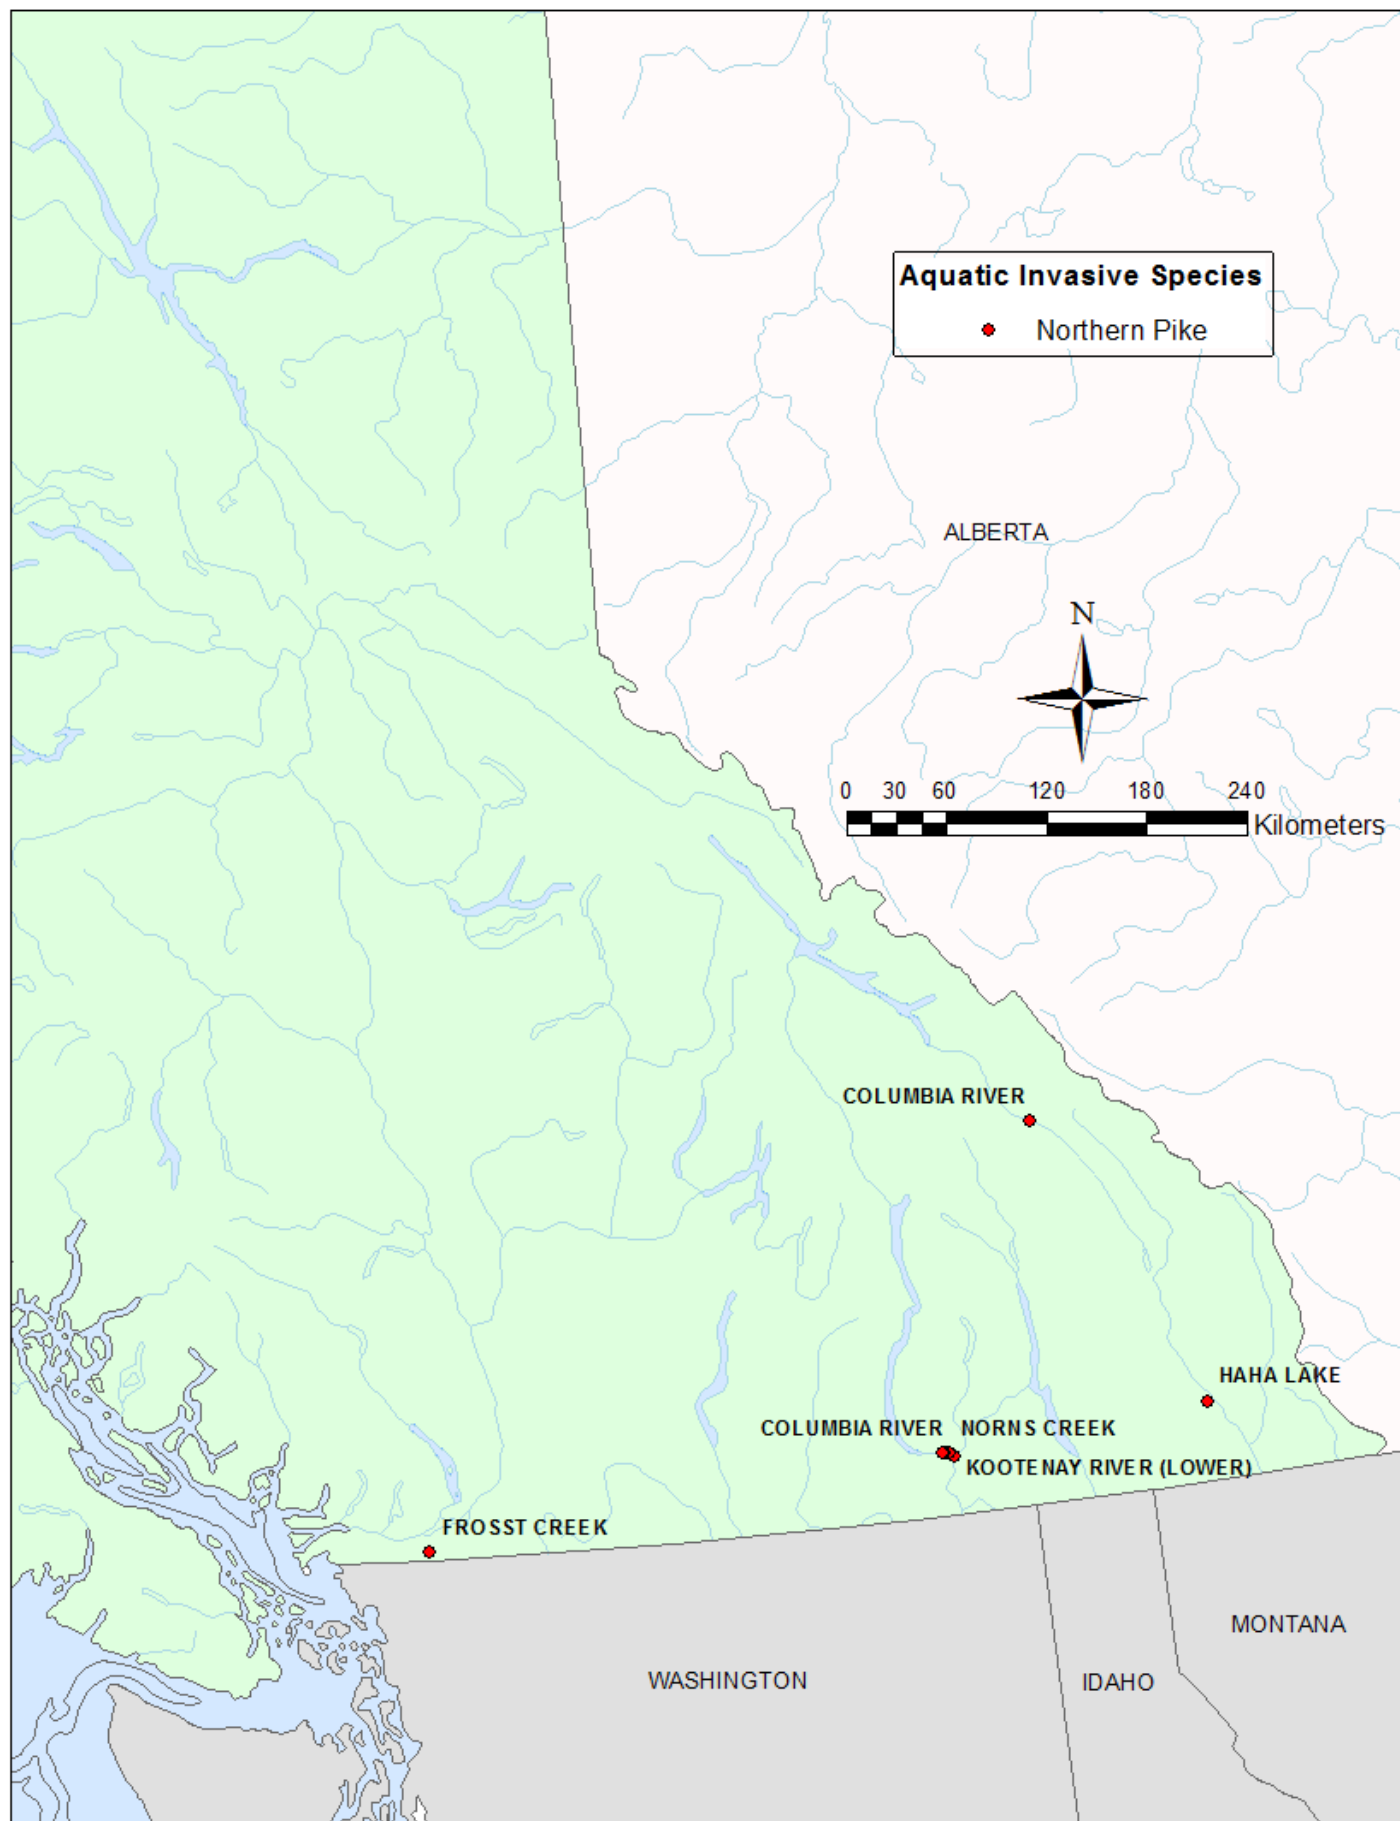 Aquatic Invasive Species
Northern Pike
ALBERTA
N
0 30 60 120 180 240
Kilometers
COLUMBIA RIVER
HAHA LAKE
COLUMBIA RIVER NORNS CREEK
KOOTENAY RIVER (LOWER)
FROSST CREEK
MONTANA
WASHINGTON
IDAHO